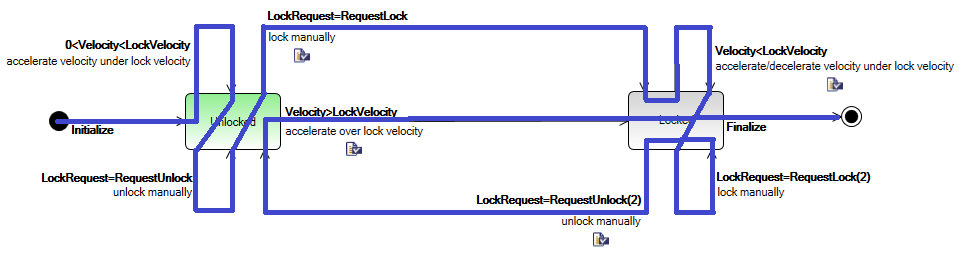 LockRequest=RequestLock
lock manually
0<Velocity<LockVelocity
accelerate velocity under lock velocity
Velocity<LockVelocity
accelerate/decelerate velocity under lock velocity
Initialize
Unlocked
Velocity>LockVelocity
accelerate over lock velocity
Locked
Finalize
LockRequest=RequestUnlock
unlock manually
LockRequest=RequestUnlock(2)
unlock manually
LockRequest=RequestLock(2)
lock manually